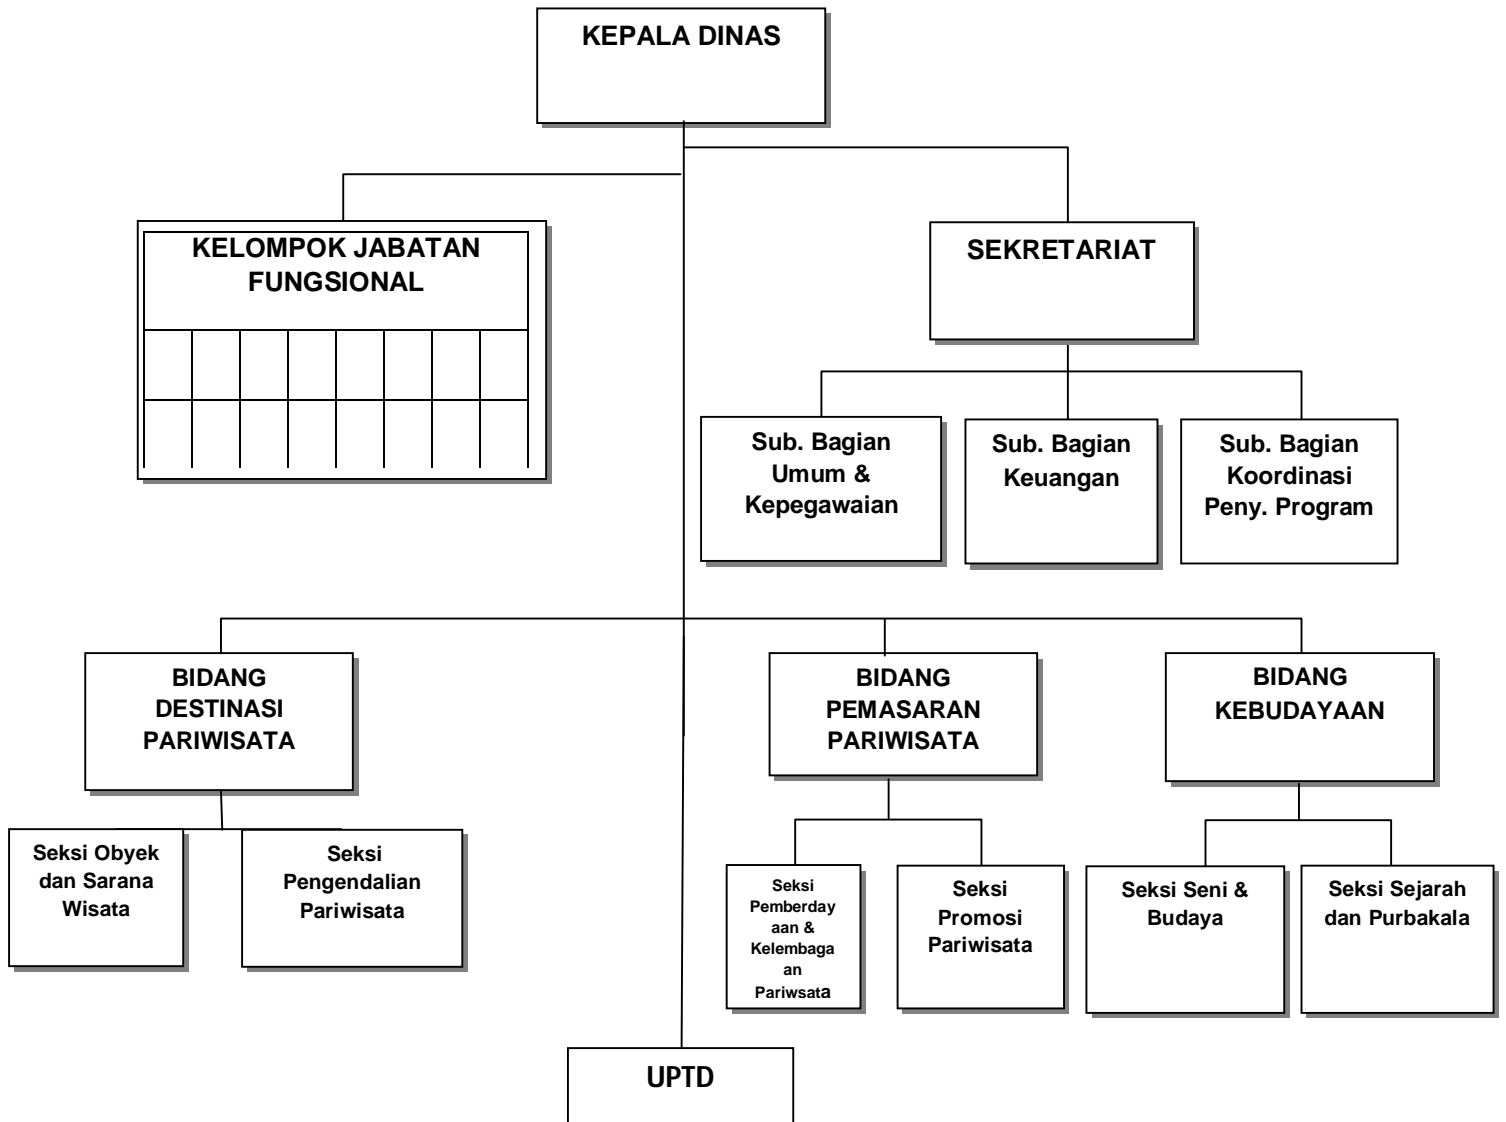 KEPALA DINAS
KELOMPOK JABATAN
FUNGSIONAL
SEKRETARIAT
Sub. Bagian
Umum &
Kepegawaian
Sub. Bagian
Keuangan
Sub. Bagian
Koordinasi
Peny. Program
BIDANG
DESTINASI
PARIWISATA
BIDANG
PEMASARAN
PARIWISATA
BIDANG
KEBUDAYAAN
Seksi Obyek
dan Sarana
Wisata
Seksi
Pengendalian
Pariwisata
Seksi
Pemberday
aan &
Kelembaga
an
Pariwsata
Seksi
Promosi
Pariwisata
Seksi Seni &
Budaya
Seksi Sejarah
dan Purbakala
UPTD